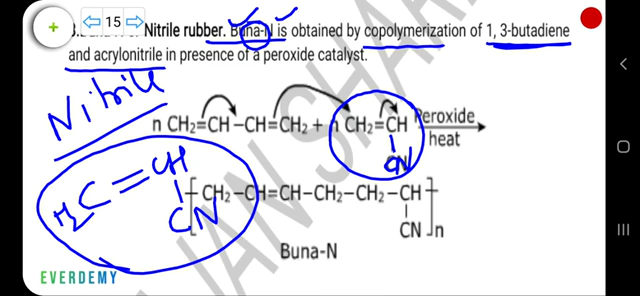 15
Nitrile rubber. Buna-N is obtained by copolymerization of 1, 3-butadiene
and acrylonitrile in presence of a peroxide catalyst.
Nitrile
n CH₂=CH–CH=CH₂ + n CH₂=CH Peroxide
heat
CN
H₂C=CH
CN
[CH₂–CH=CH–CH₂–CH₂–CH]n
CN
Buna-N
EVERDEMY